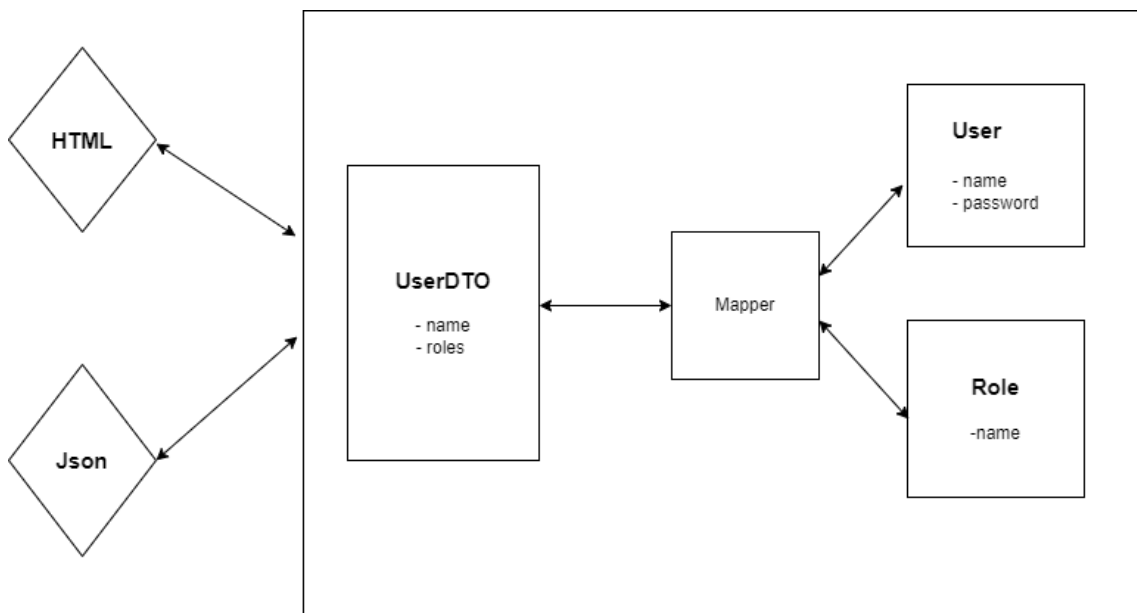 HTML
Json
UserDTO
- name
- roles
Mapper
User
- name
- password
Role
-name